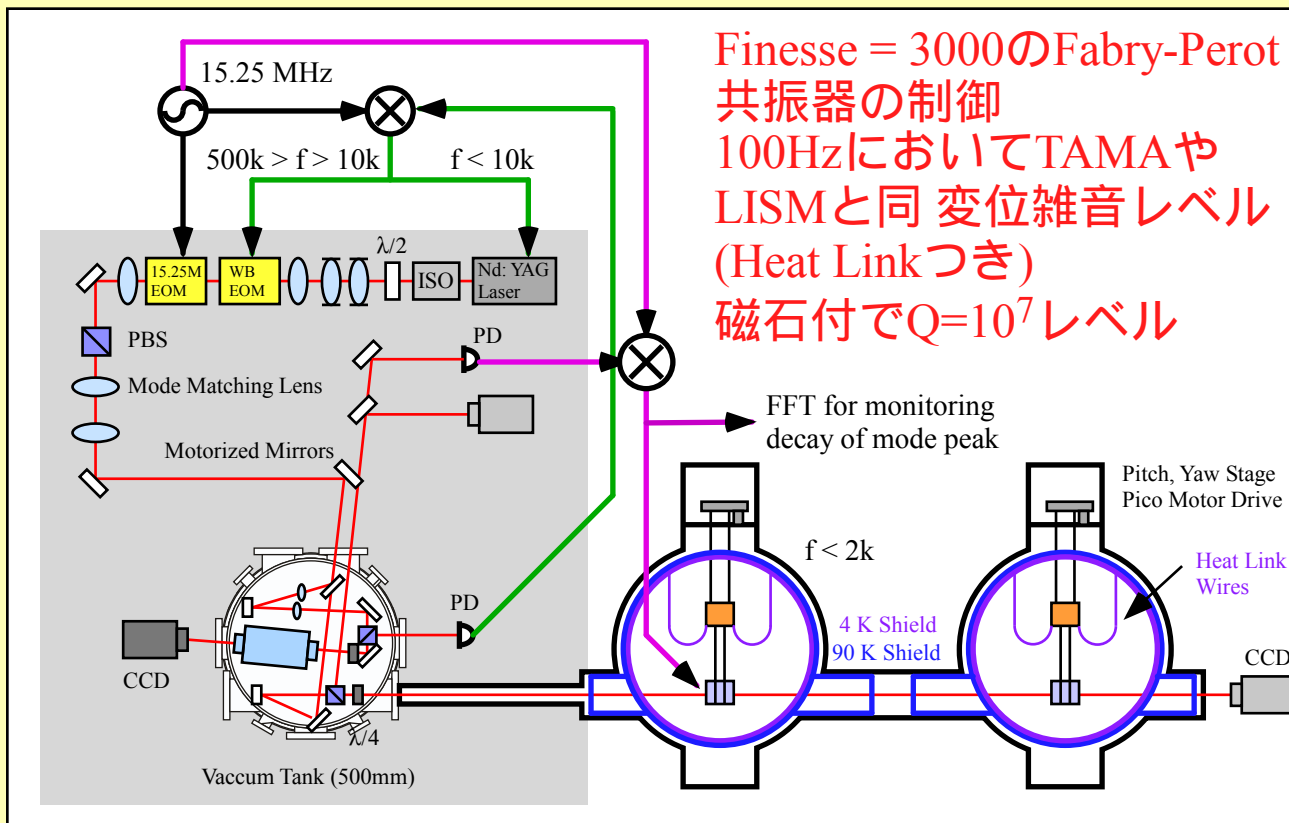 Finesse = 3000のFabry-Perot
共振器の制御
100HzにおいてTAMAや
LISMと同 変位雑音レベル
(Heat Linkつき)
磁石付でQ=10⁷レベル
15.25 MHz
500k > f > 10k
f < 10k
λ/2
15.25M
EOM
WB
EOM
ISO
Nd: YAG
Laser
PBS
PD
Mode Matching Lens
FFT for monitoring
decay of mode peak
Motorized Mirrors
Pitch, Yaw Stage
Pico Motor Drive
f < 2k
Heat Link
Wires
PD
4 K Shield
90 K Shield
CCD
CCD
λ/4
Vaccum Tank (500mm)